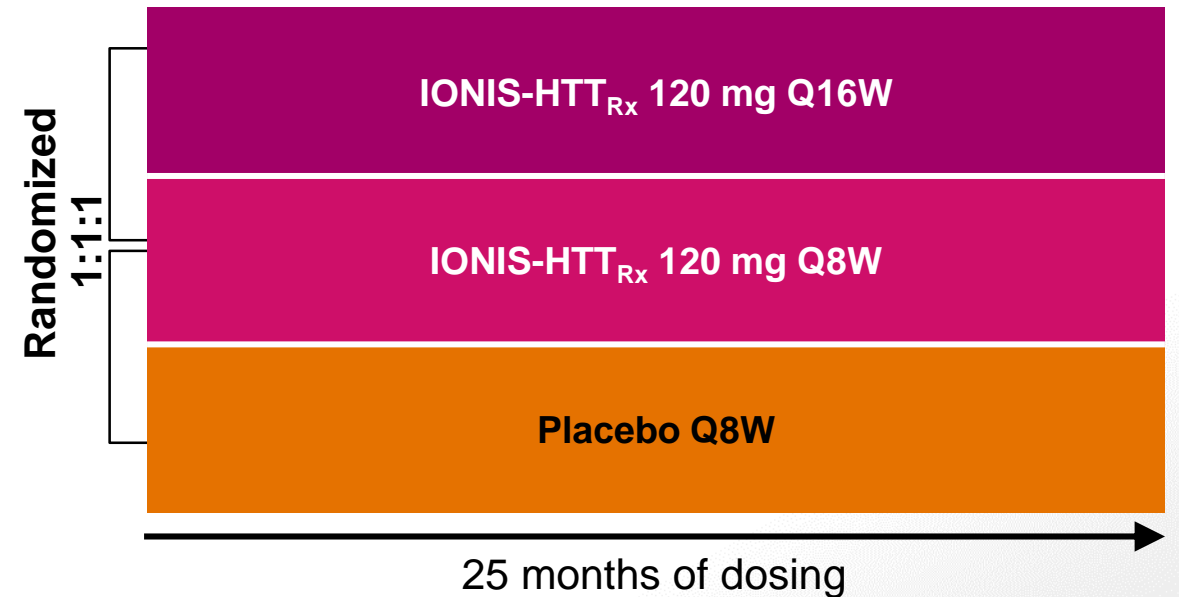 Randomized
1:1:1
IONIS-HTTRx 120 mg Q16W
IONIS-HTTRx 120 mg Q8W
Placebo Q8W
25 months of dosing